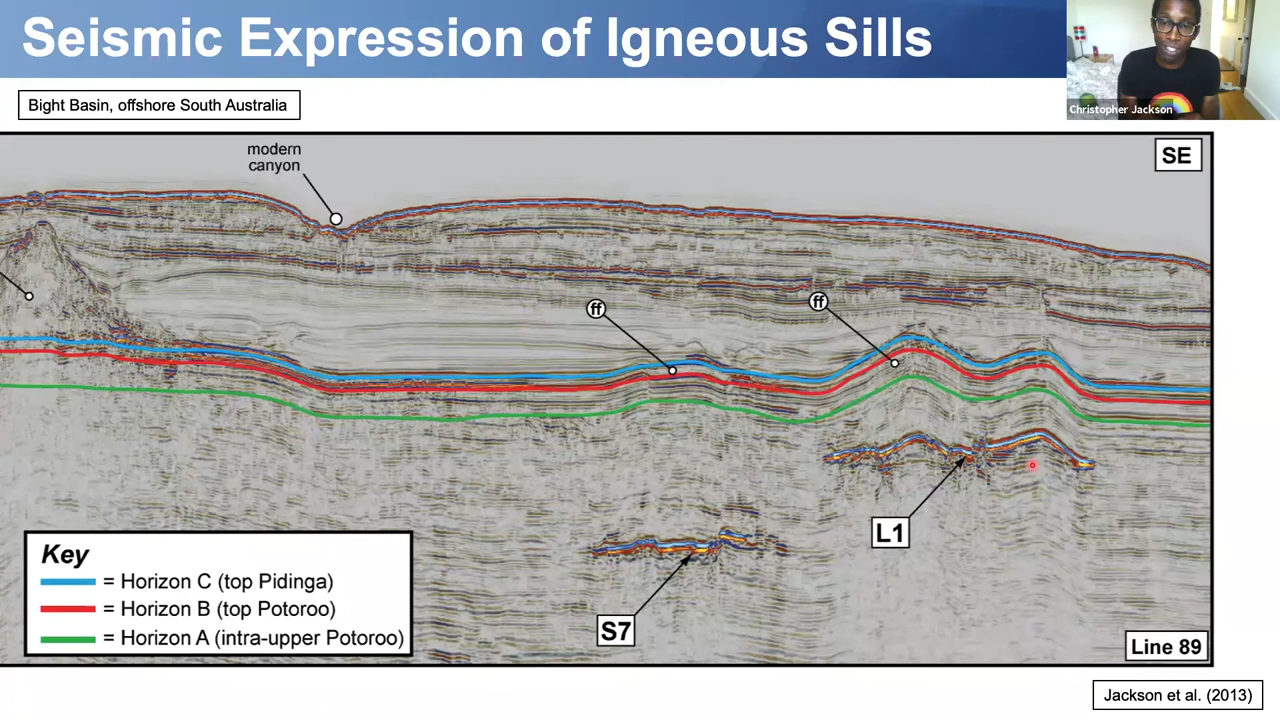 Seismic Expression of Igneous Sills
Christopher Jackson
Bight Basin, offshore South Australia
modern
canyon
SE
ff
ff
L1
S7
Key
= Horizon C (top Pidinga)
= Horizon B (top Potoroo)
= Horizon A (intra-upper Potoroo)
Line 89
Jackson et al. (2013)